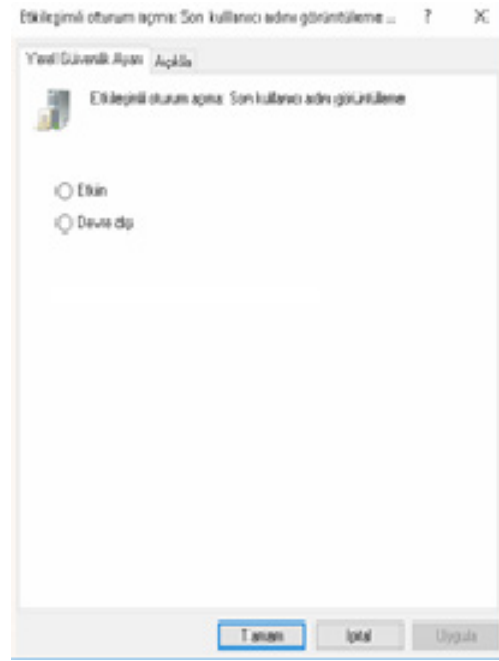 Etkileşimli oturum açma: Son kullanıcı adını görüntüleme ...
Yerel Güvenlik Ayarı
Açıkla
Etkileşimli oturum açma: Son kullanıcı adını görüntüleme
Etkin
Devre dışı
Tamam
İptal
Uygula